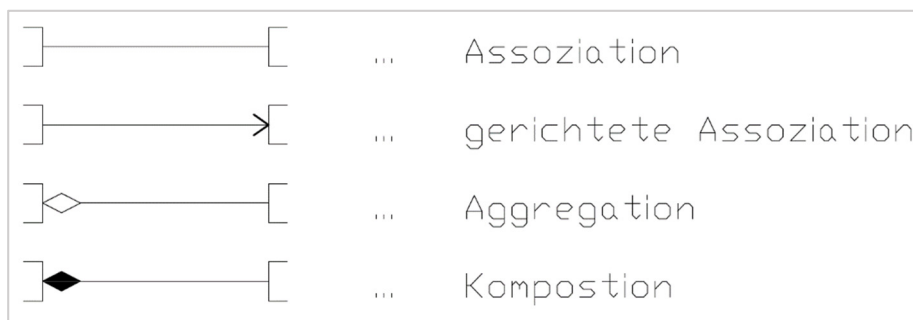 ... Assoziation
... gerichtete Assoziation
... Aggregation
... Kompostion